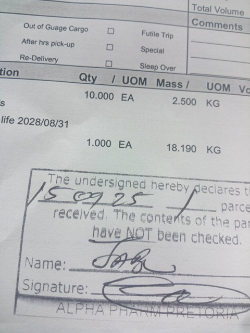 Total Volume
Comments
Out of Guage Cargo Futile Trip
After hrs pick-up Special
Re-Delivery Sleep Over
tion Qty / UOM Mass / UOM Vo
s 10.000 EA 2.500 KG
life 2028/08/31
1.000 EA 18.190 KG
The undersigned hereby declares t
15 09 25 / parce
received. The contents of the par
have NOT been checked.
Name:
Signature:
ALPHA PHARM PRETORIA